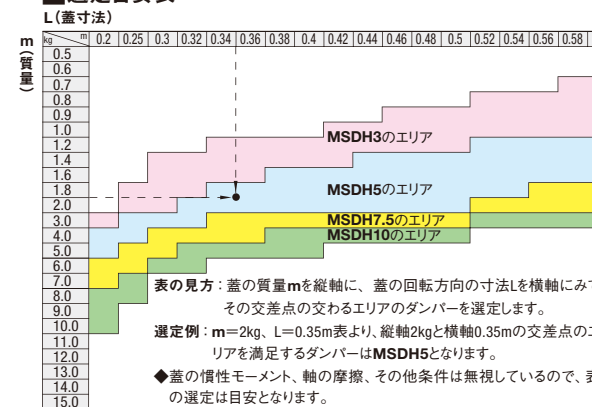 L（蓋寸法）
m（質量）
kg m 0.2 0.25 0.3 0.32 0.34 0.36 0.38 0.4 0.42 0.44 0.46 0.48 0.5 0.52 0.54 0.56 0.58
0.5
0.6
0.7
0.8
0.9
1.0
1.2
MSDH3のエリア
1.4
1.6
1.8
MSDH5のエリア
2.0
3.0
MSDH7.5のエリア
4.0
MSDH10のエリア
5.0
6.0
7.0
8.0
9.0
10.0
11.0
12.0
13.0
14.0
15.0
表の見方：蓋の質量mを縦軸に、蓋の回転方向の寸法Lを横軸にみて
その交差点の交わるエリアのダンパーを選定します。
選定例：m＝2kg、L＝0.35m表より、縦軸2kgと横軸0.35mの交差点のエ
リアを満足するダンパーはMSDH5となります。
◆蓋の慣性モーメント、軸の摩擦、その他条件は無視しているので、表
の選定は目安となります。